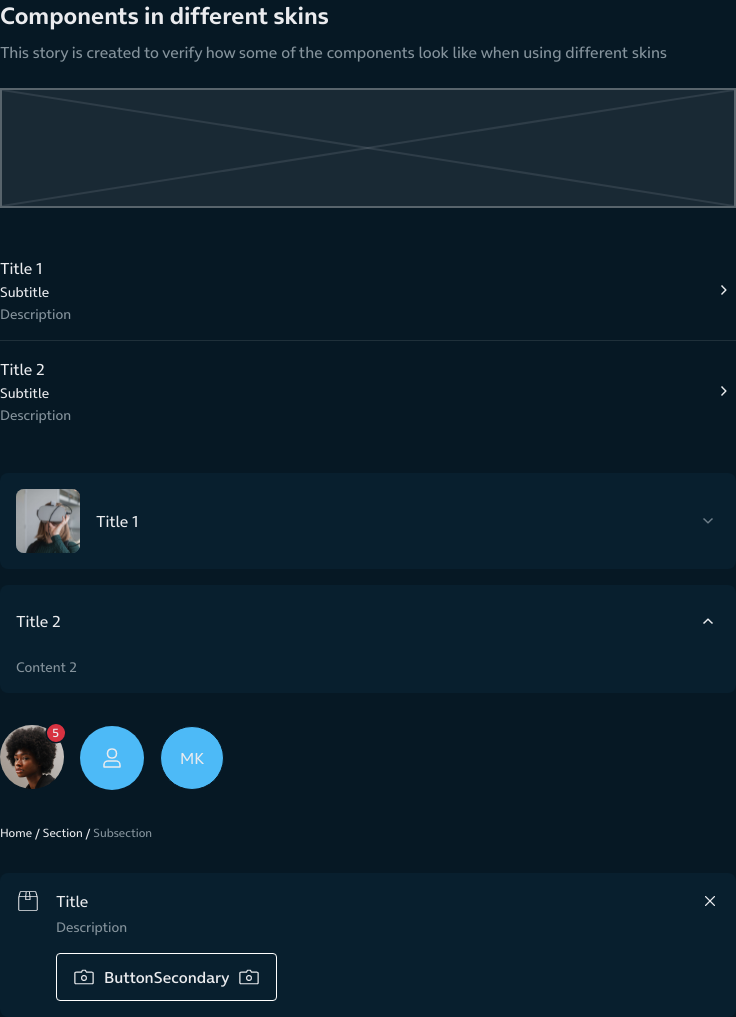 Components in different skins
This story is created to verify how some of the components look like when using different skins
Title 1
Subtitle
Description
Title 2
Subtitle
Description
Title 1
Title 2
Content 2
5
MK
Home / Section / Subsection
Title
Description
ButtonSecondary